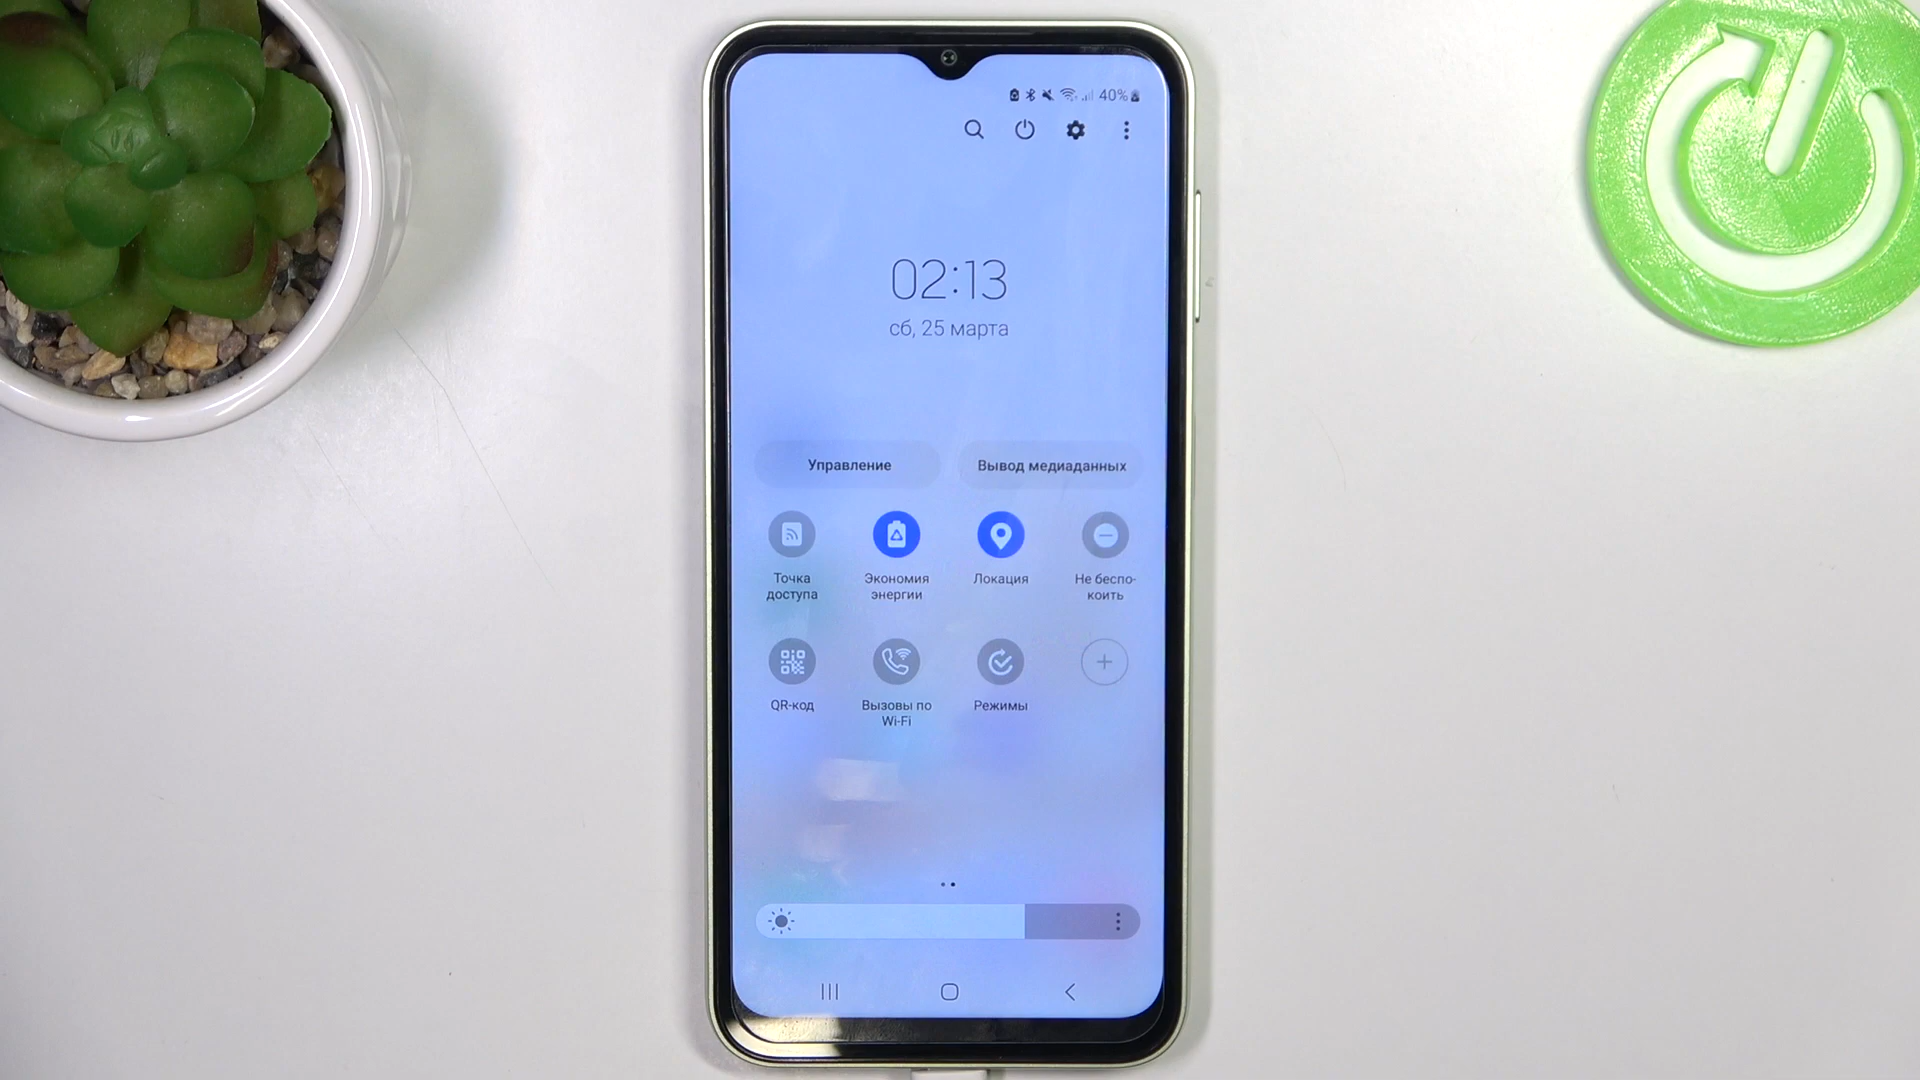 40%
02:13
сб, 25 марта
Управление
Вывод медиаданных
Точка
доступа
Экономия
энергии
Локация
Не беспо-
коить
QR-код
Вызовы по
Wi-Fi
Режимы